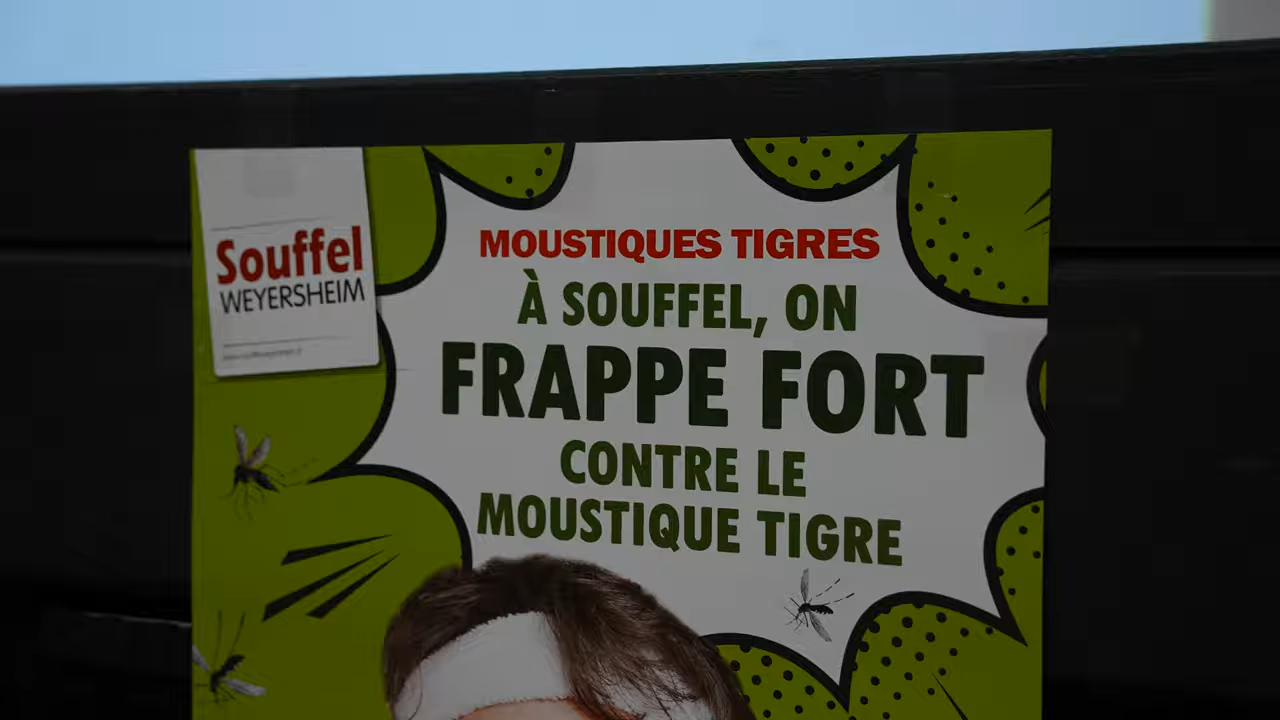 Souffel
WEYERSHEIM
MOUSTIQUES TIGRES
À SOUFFEL, ON
FRAPPE FORT
CONTRE LE
MOUSTIQUE TIGRE